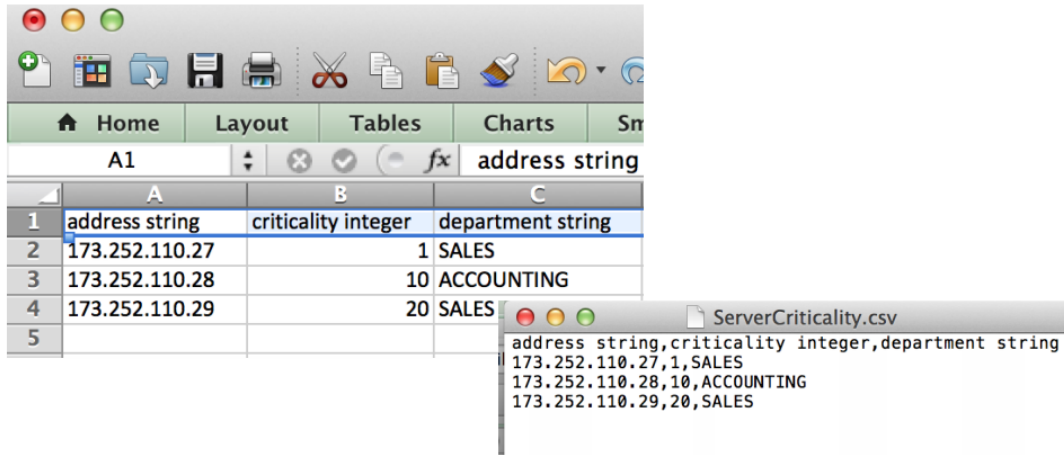 Home Layout Tables Charts Sm
A1 fx address string
A B C
1 address string criticality integer department string
2 173.252.110.27 1 SALES
3 173.252.110.28 10 ACCOUNTING
4 173.252.110.29 20 SALES
5
ServerCriticality.csv
address string,criticality integer,department string
173.252.110.27,1,SALES
173.252.110.28,10,ACCOUNTING
173.252.110.29,20,SALES